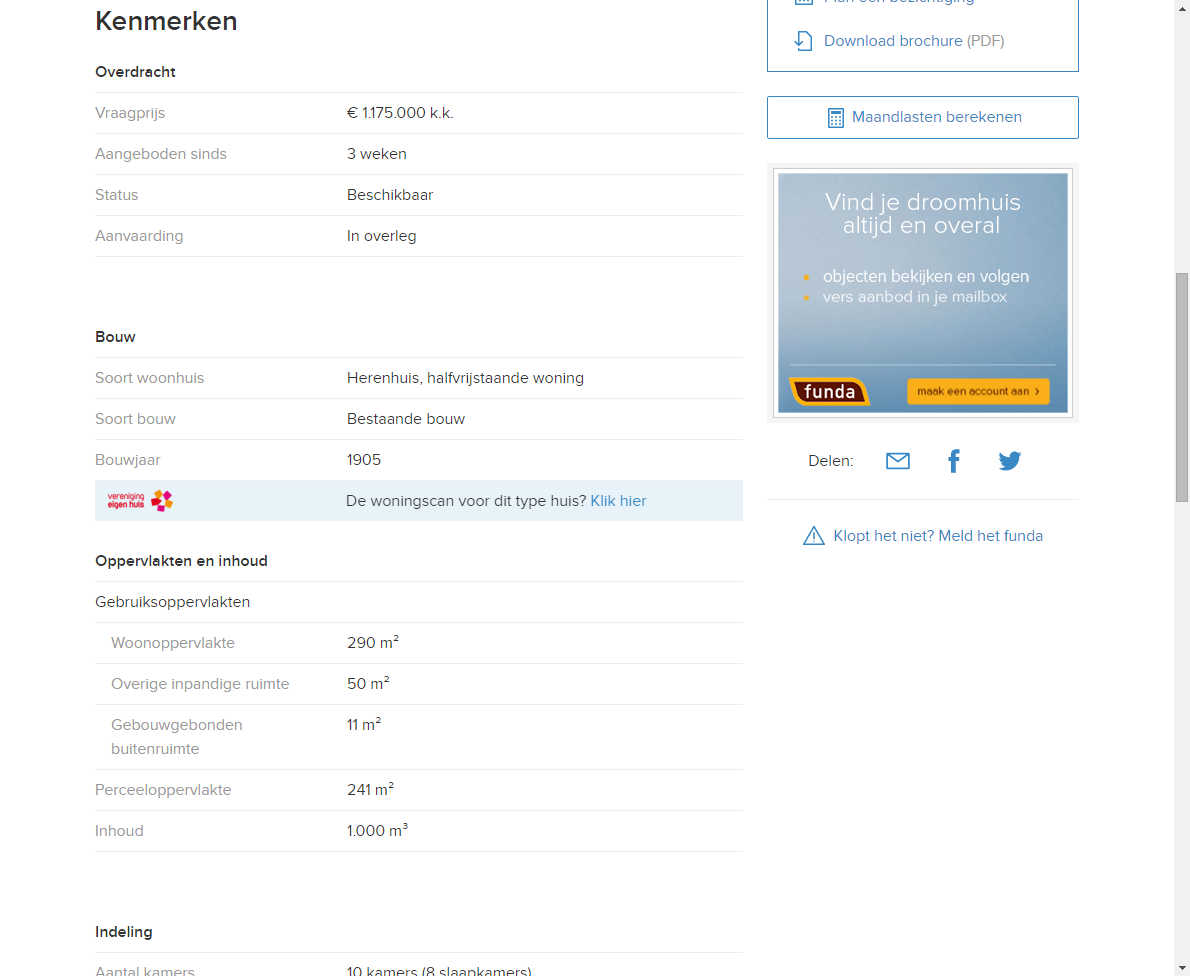 Kenmerken
Overdracht
Vraagprijs € 1.175.000 k.k.
Aangeboden sinds 3 weken
Status Beschikbaar
Aanvaarding In overleg
Bouw
Soort woonhuis Herenhuis, halfvrijstaande woning
Soort bouw Bestaande bouw
Bouwjaar 1905
vereniging
eigen huis
De woningscan voor dit type huis? Klik hier
Oppervlakten en inhoud
Gebruiksoppervlakten
Woonoppervlakte 290 m²
Overige inpandige ruimte 50 m²
Gebouwgebonden 11 m²
buitenruimte
Perceeloppervlakte 241 m²
Inhoud 1.000 m³
Indeling
Aantal kamers 10 kamers (8 slaapkamers)
Plan een bezichtiging
Download brochure (PDF)
Maandlasten berekenen
Vind je droomhuis
altijd en overal
• objecten bekijken en volgen
• vers aanbod in je mailbox
funda maak een account aan ›
Delen:
Klopt het niet? Meld het funda